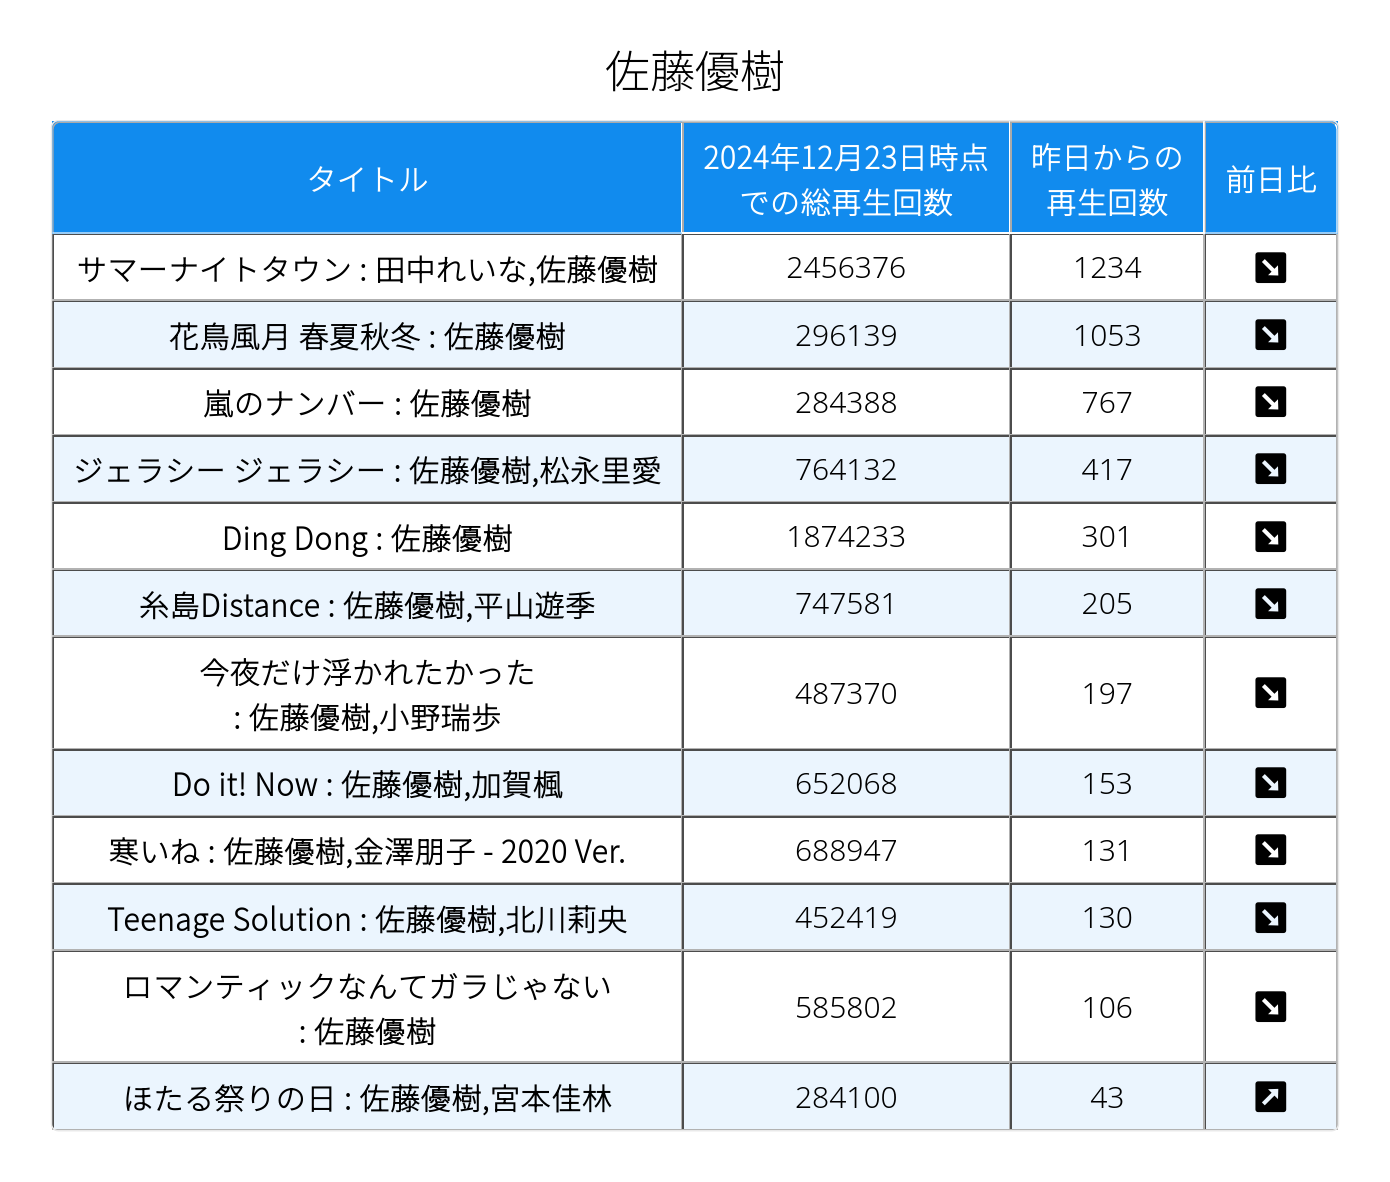 佐藤優樹
タイトル
2024年12月23日時点
での総再生回数
昨日からの
再生回数
前日比
サマーナイトタウン : 田中れいな,佐藤優樹 2456376 1234
花鳥風月 春夏秋冬 : 佐藤優樹 296139 1053
嵐のナンバー : 佐藤優樹 284388 767
ジェラシー ジェラシー : 佐藤優樹,松永里愛 764132 417
Ding Dong : 佐藤優樹 1874233 301
糸島Distance : 佐藤優樹,平山遊季 747581 205
今夜だけ浮かれたかった
: 佐藤優樹,小野瑞歩 487370 197
Do it! Now : 佐藤優樹,加賀楓 652068 153
寒いね : 佐藤優樹,金澤朋子 - 2020 Ver. 688947 131
Teenage Solution : 佐藤優樹,北川莉央 452419 130
ロマンティックなんてガラじゃない
: 佐藤優樹 585802 106
ほたる祭りの日 : 佐藤優樹,宮本佳林 284100 43